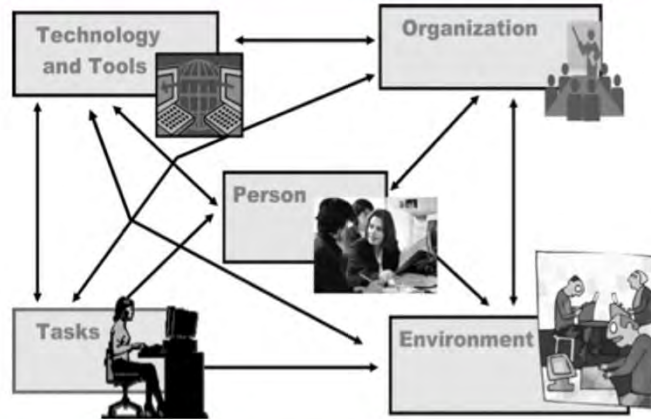 Technology
and Tools
Organization
Person
Tasks
Environment